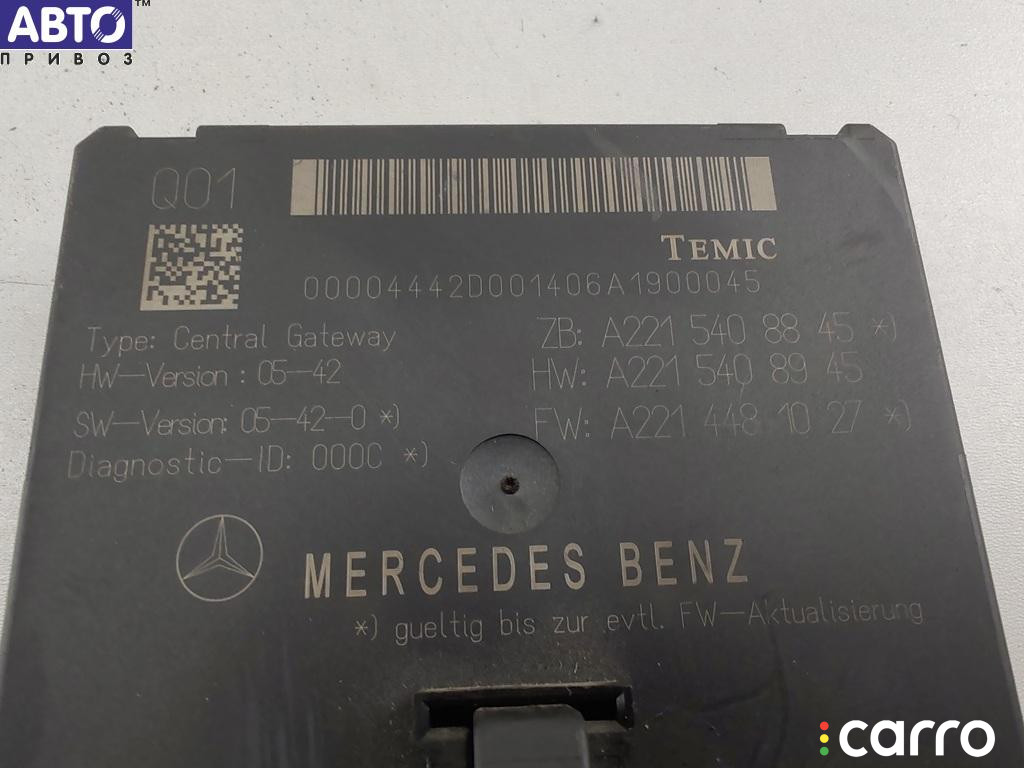 АВТО™
ПРИВОЗ
Q01
TEMIC
00004442D001406A1900045
Type: Central Gateway
ZB: A221 540 88 45 *)
HW-Version : 05-42
HW: A221 540 89 45
SW-Version: 05-42-0 *)
FW: A221 448 10 27 *)
Diagnostic-ID: 000C *)
MERCEDES BENZ
*) gueltig bis zur evtl. FW-Aktualisierung
carro